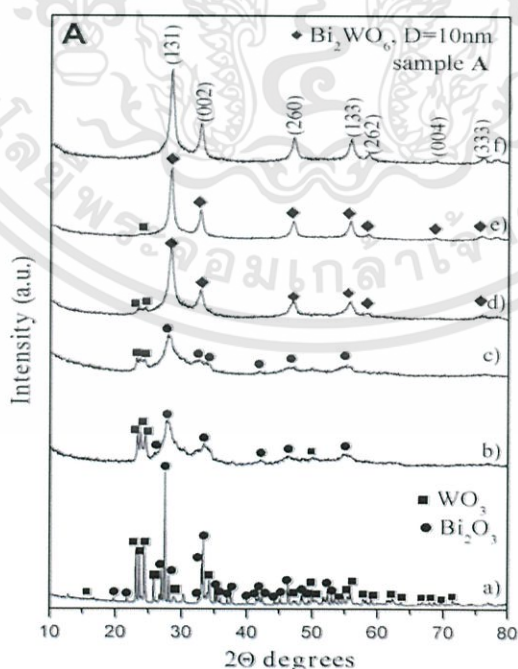 A
◆ Bi₂WO₆, D=10nm
sample A
(131)
(002)
(260)
(133)
(262)
(004)
(333)
f)
e)
d)
c)
b)
a)
■ WO₃
● Bi₂O₃
Intensity (a.u.)
10 20 30 40 50 60 70 80
2Θ degrees